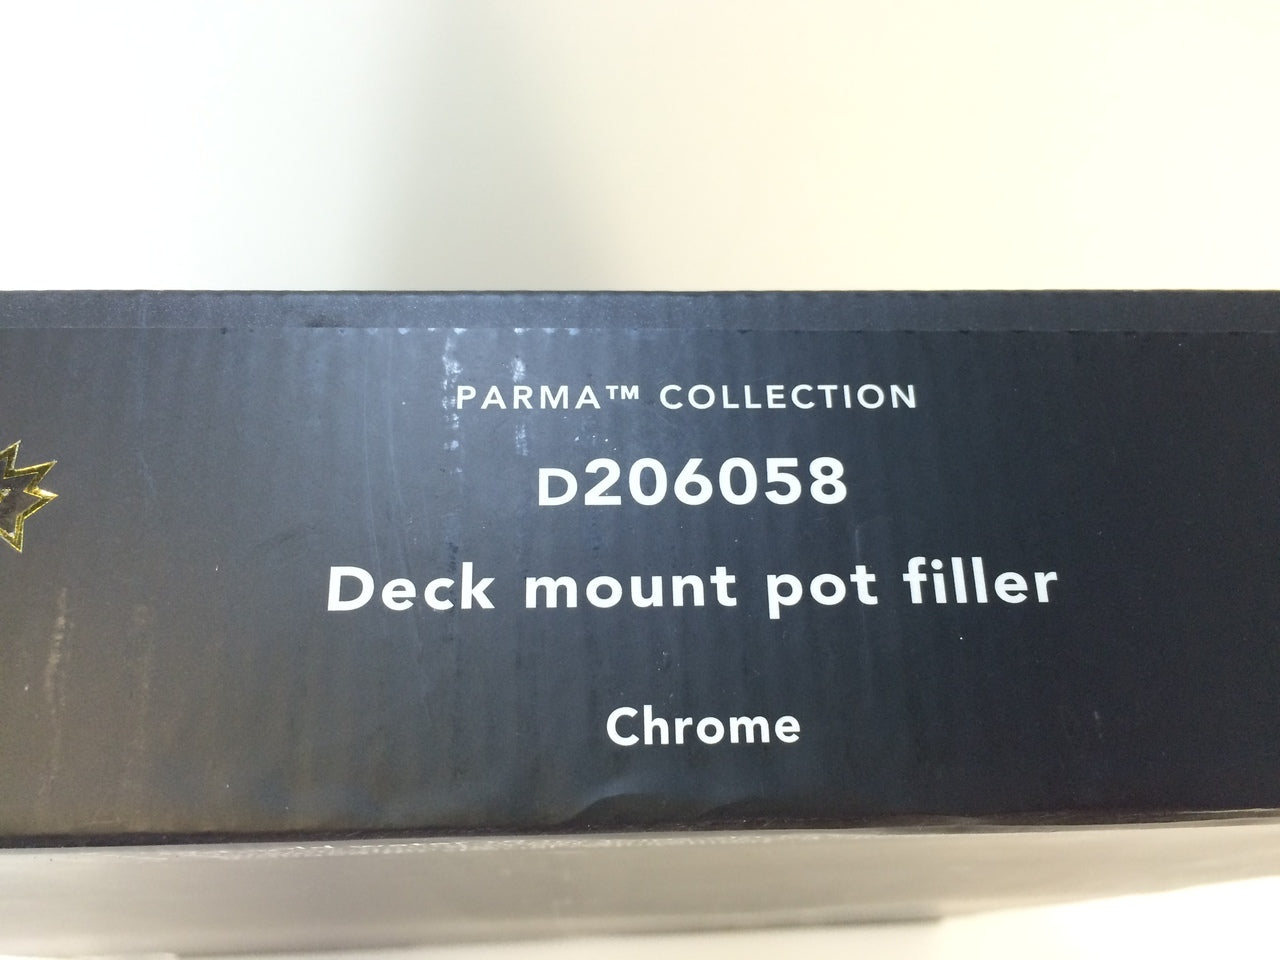 PARMA™ COLLECTION
D206058
Deck mount pot filler
Chrome